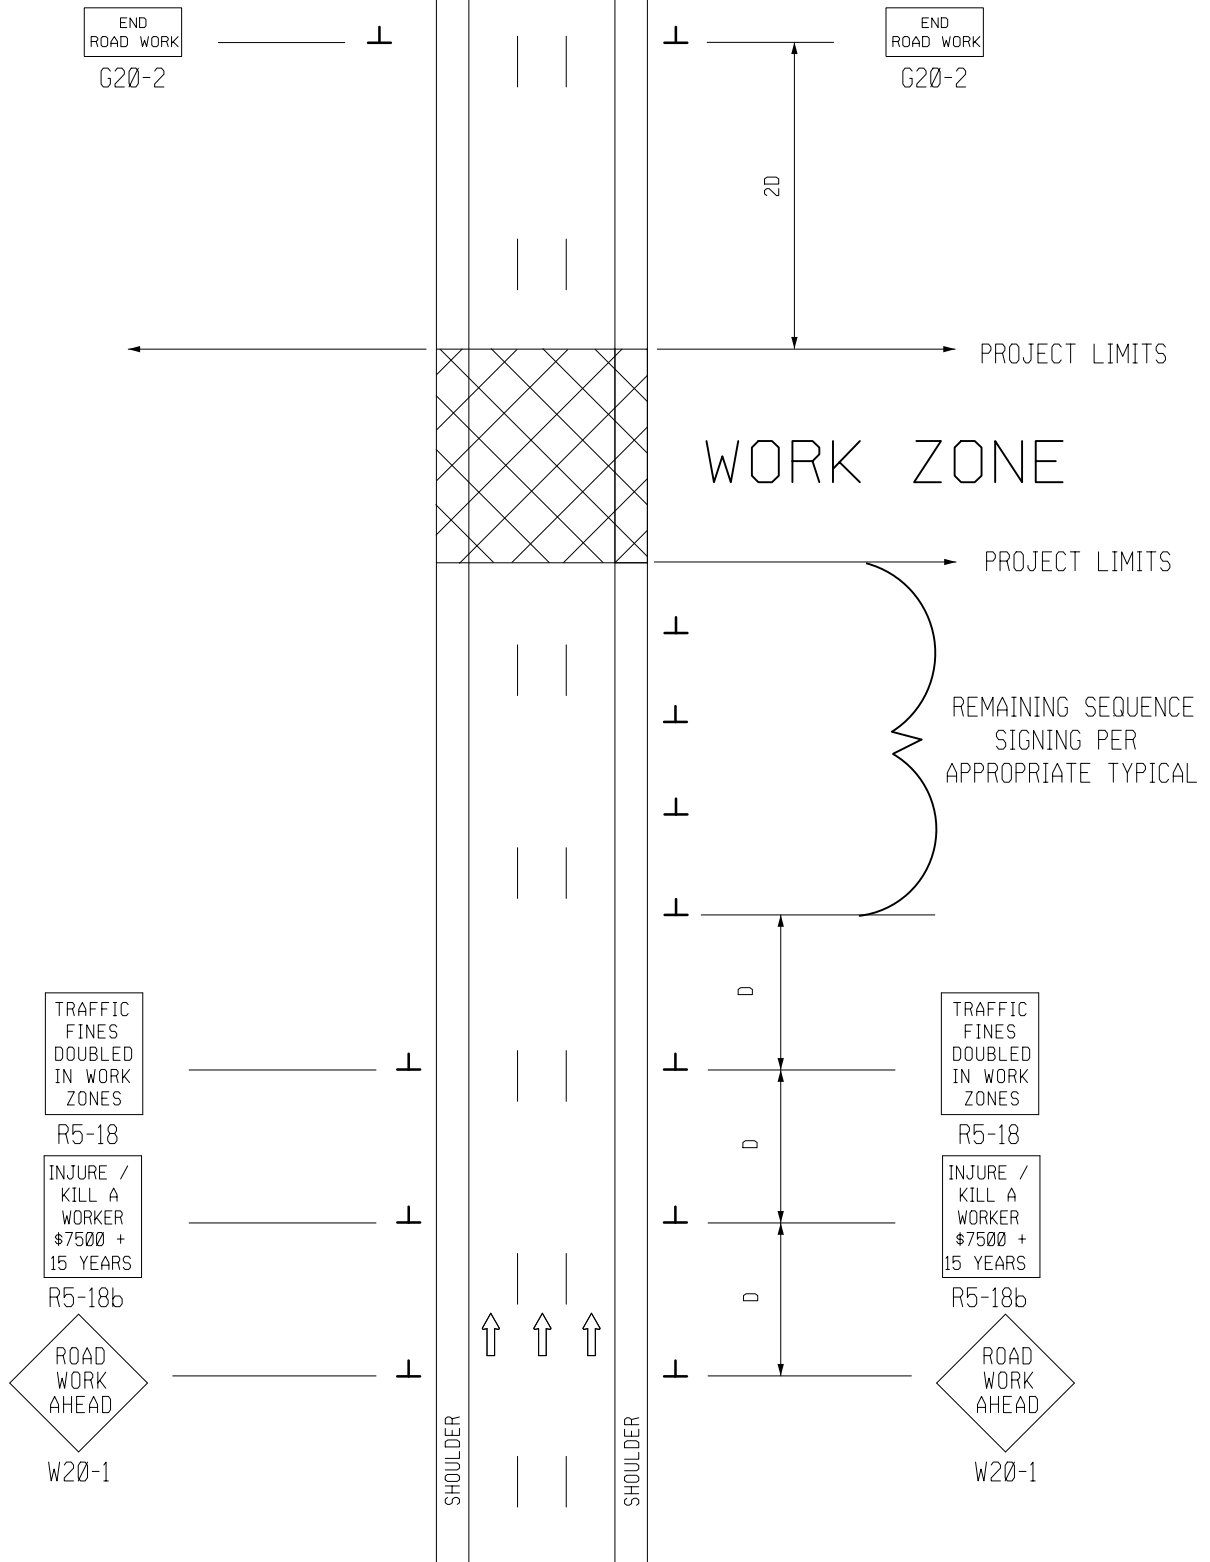 END
ROAD WORK
G20-2
END
ROAD WORK
G20-2
2D
PROJECT LIMITS
WORK ZONE
PROJECT LIMITS
REMAINING SEQUENCE
SIGNING PER
APPROPRIATE TYPICAL
D
TRAFFIC
FINES
DOUBLED
IN WORK
ZONES
R5-18
TRAFFIC
FINES
DOUBLED
IN WORK
ZONES
R5-18
D
INJURE /
KILL A
WORKER
$7500 +
15 YEARS
R5-18b
INJURE /
KILL A
WORKER
$7500 +
15 YEARS
R5-18b
D
ROAD
WORK
AHEAD
W20-1
ROAD
WORK
AHEAD
W20-1
SHOULDER
SHOULDER